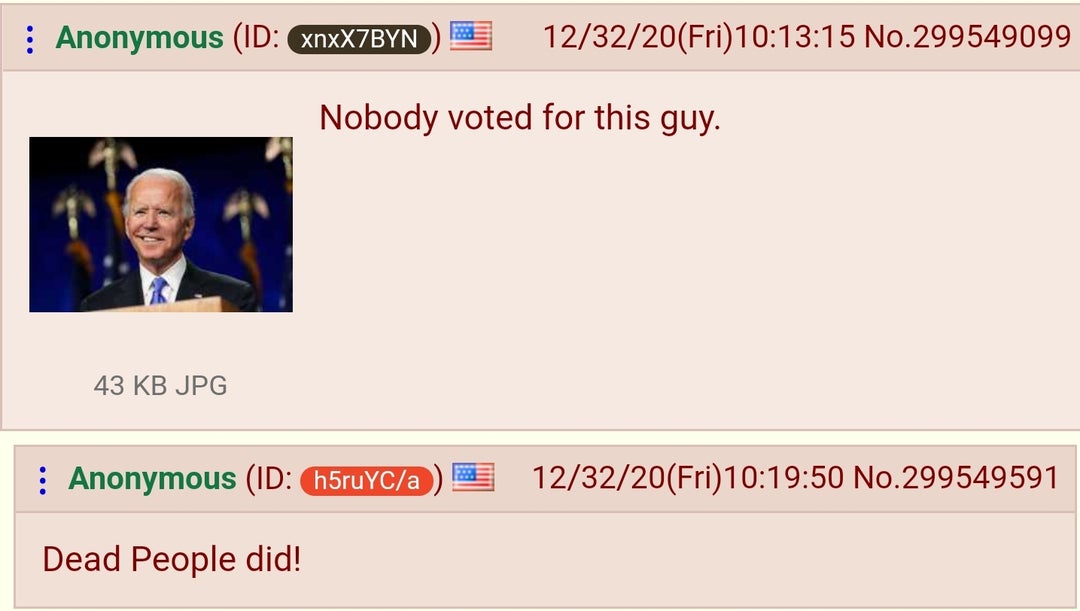 Anonymous (ID: xnxX7BYN) 12/32/20(Fri)10:13:15 No.299549099
Nobody voted for this guy.
43 KB JPG
Anonymous (ID: h5ruYC/a) 12/32/20(Fri)10:19:50 No.299549591
Dead People did!